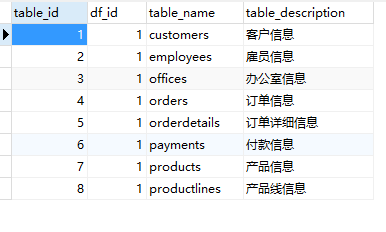 table_id df_id table_name table_description
1 1 customers 客户信息
2 1 employees 雇员信息
3 1 offices 办公室信息
4 1 orders 订单信息
5 1 orderdetails 订单详细信息
6 1 payments 付款信息
7 1 products 产品信息
8 1 productlines 产品线信息